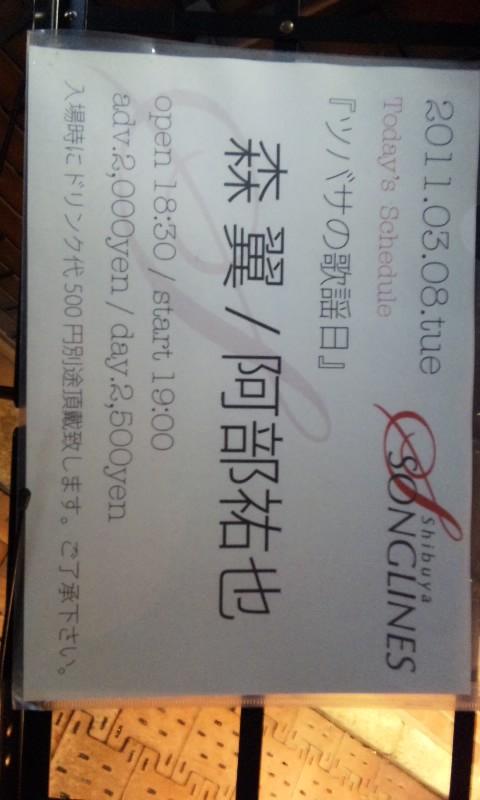 2011.03.08.tue
Today's Schedule
Shibuya
SONGLINES
『ツバサの歌謡日』
森 翼 / 阿部祐也
open 18:30 / start 19:00
adv.2,000yen / day.2,500yen
入場時にドリンク代500円別途頂戴致します。ご了承下さい。